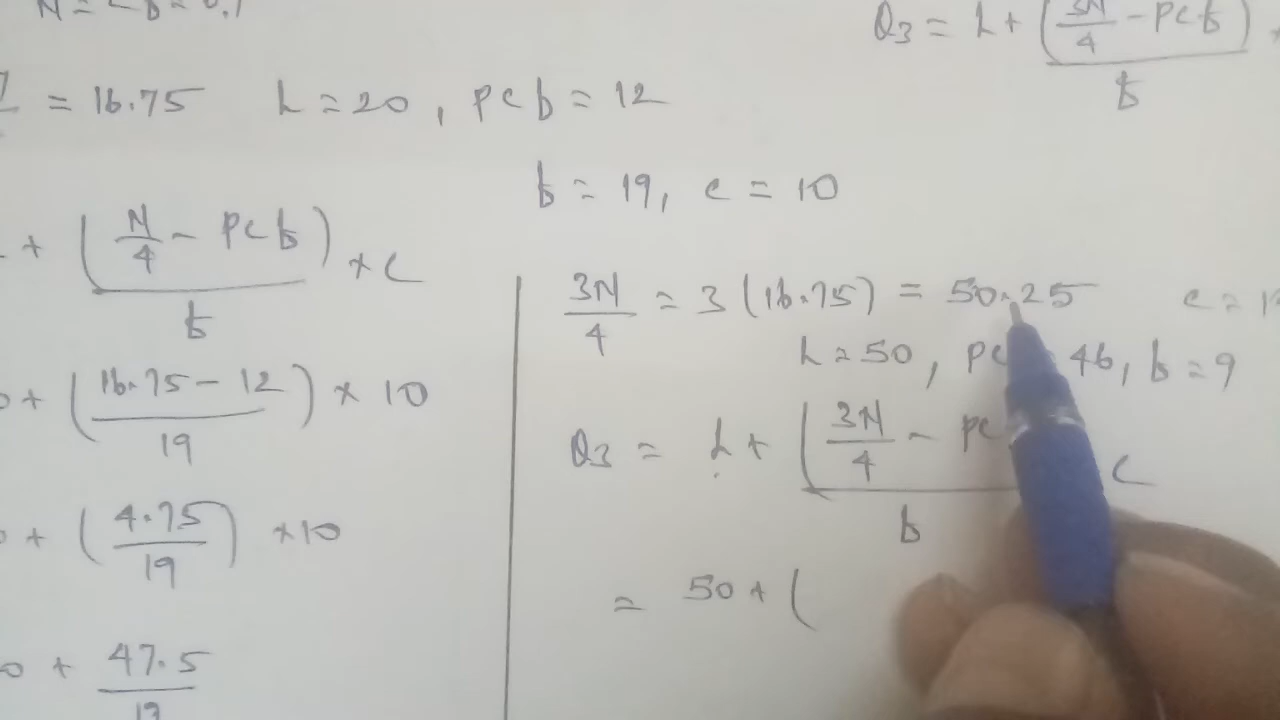 Q3 = L + (3N/4 - Pcf)
f
= 16.75 L = 20, Pcf = 12
f = 19, c = 10
+ (N/4 - Pcf) × c
f
3N/4 = 3(16.75) = 50.25 c = 1
L = 50, Pc = 46, f = 9
+ (16.75 - 12 / 19) × 10
Q3 = L + (3N/4 - Pc c
f
+ (4.75 / 19) × 10
= 50 + (
+ 47.5